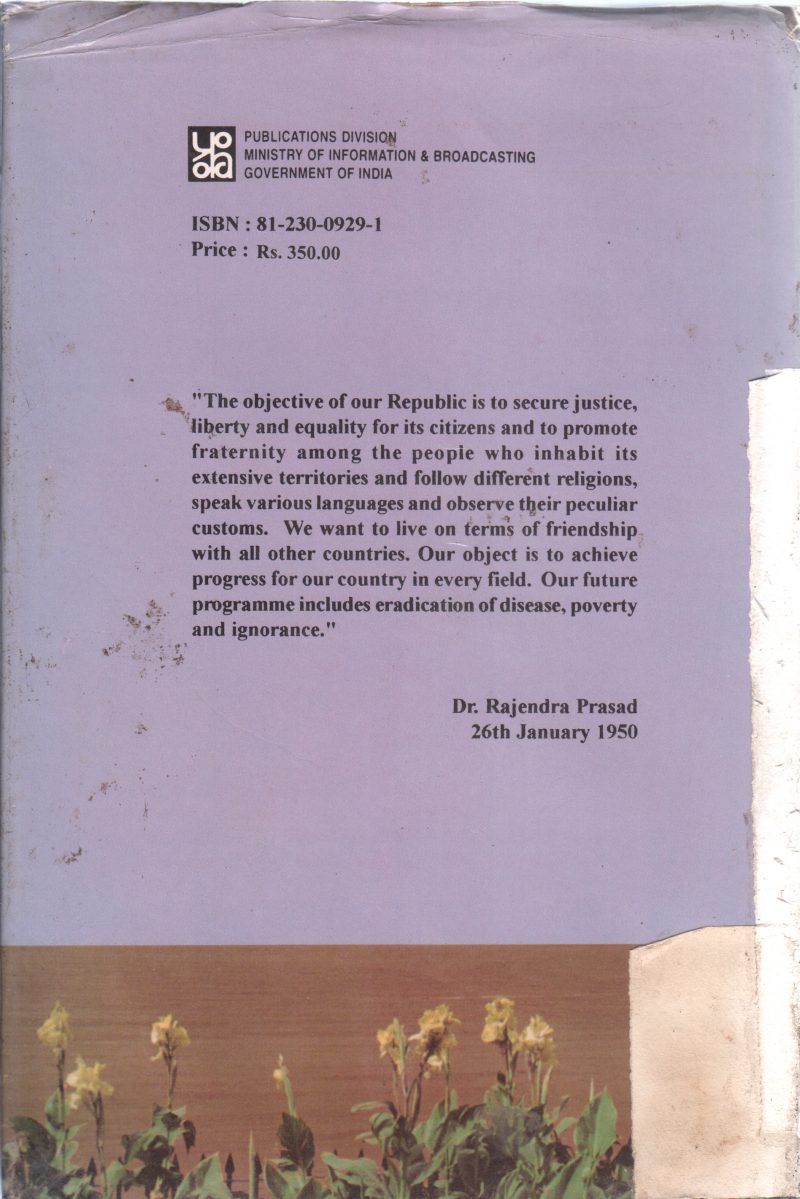 PUBLICATIONS DIVISION
MINISTRY OF INFORMATION & BROADCASTING
GOVERNMENT OF INDIA
ISBN : 81-230-0929-1
Price : Rs. 350.00
"The objective of our Republic is to secure justice,
liberty and equality for its citizens and to promote
fraternity among the people who inhabit its
extensive territories and follow different religions,
speak various languages and observe their peculiar
customs. We want to live on terms of friendship
with all other countries. Our object is to achieve
progress for our country in every field. Our future
programme includes eradication of disease, poverty
and ignorance."
Dr. Rajendra Prasad
26th January 1950